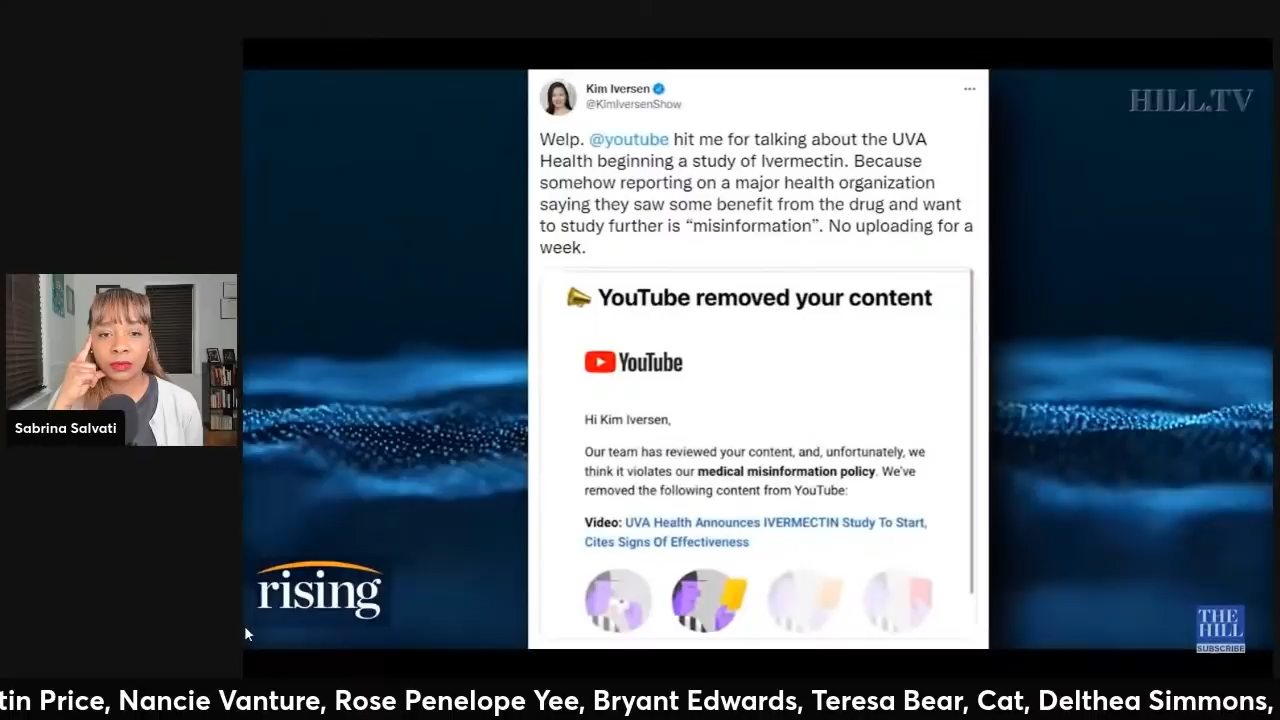 Kim Iversen
@KimIversenShow
HILL.TV
Welp. @youtube hit me for talking about the UVA
Health beginning a study of Ivermectin. Because
somehow reporting on a major health organization
saying they saw some benefit from the drug and want
to study further is “misinformation”. No uploading for a
week.
YouTube removed your content
YouTube
Hi Kim Iversen,
Our team has reviewed your content, and, unfortunately, we
think it violates our medical misinformation policy. We've
removed the following content from YouTube:
Video: UVA Health Announces IVERMECTIN Study To Start,
Cites Signs Of Effectiveness
Sabrina Salvati
rising
THE
HILL
SUBSCRIBE
tin Price, Nancie Vanture, Rose Penelope Yee, Bryant Edwards, Teresa Bear, Cat, Delthea Simmons,